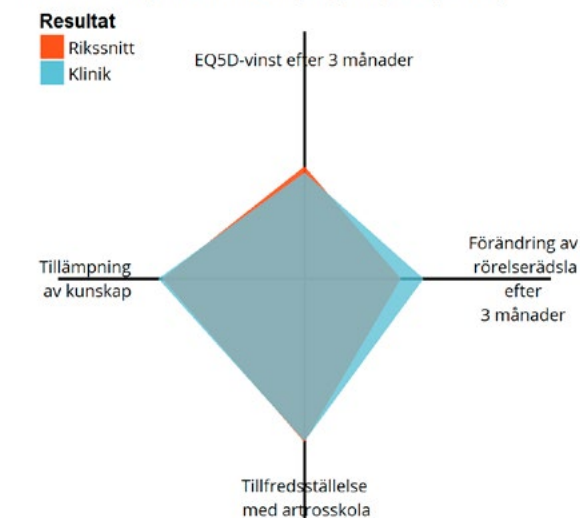 Resultat
Rikssnitt
Klinik
EQ5D-vinst efter 3 månader
Tillämpning
av kunskap
Förändring av
rörelserädsla
efter
3 månader
Tillfredsställelse
med artrosskola